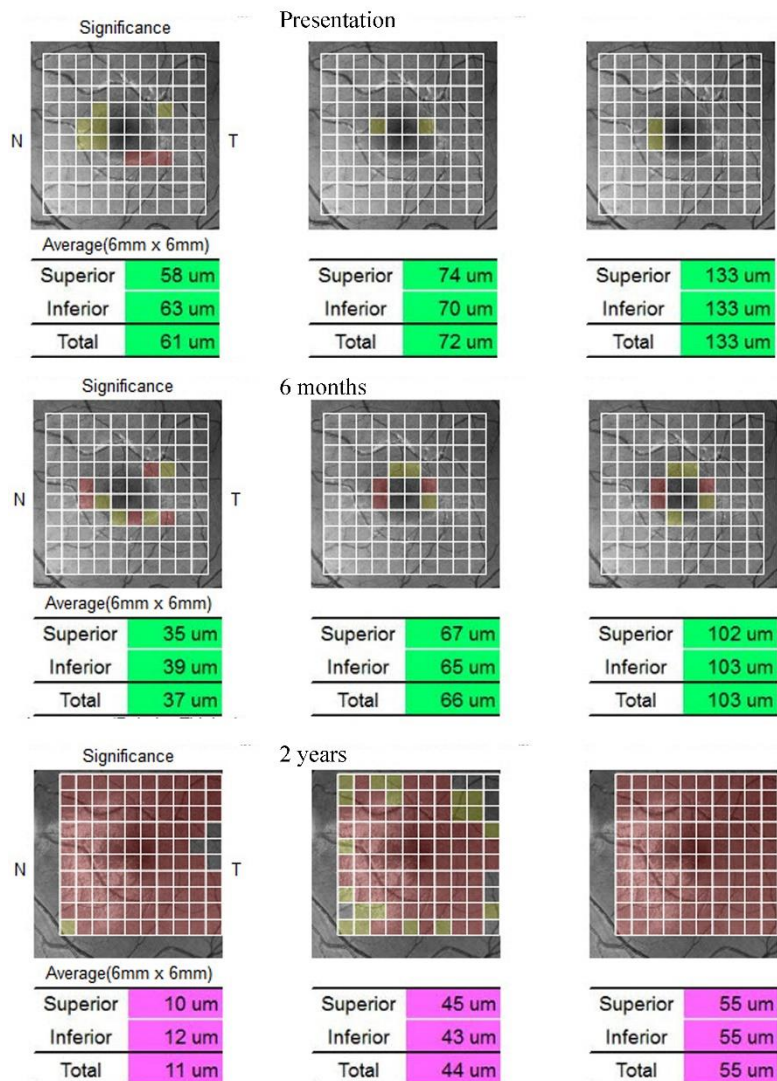 Presentation
Significance
N
T
Average(6mm x 6mm)
Superior 58 um Superior 74 um Superior 133 um
Inferior 63 um Inferior 70 um Inferior 133 um
Total 61 um Total 72 um Total 133 um
Significance
6 months
N
T
Average(6mm x 6mm)
Superior 35 um Superior 67 um Superior 102 um
Inferior 39 um Inferior 65 um Inferior 103 um
Total 37 um Total 66 um Total 103 um
Significance
2 years
N
T
Average(6mm x 6mm)
Superior 10 um Superior 45 um Superior 55 um
Inferior 12 um Inferior 43 um Inferior 55 um
Total 11 um Total 44 um Total 55 um